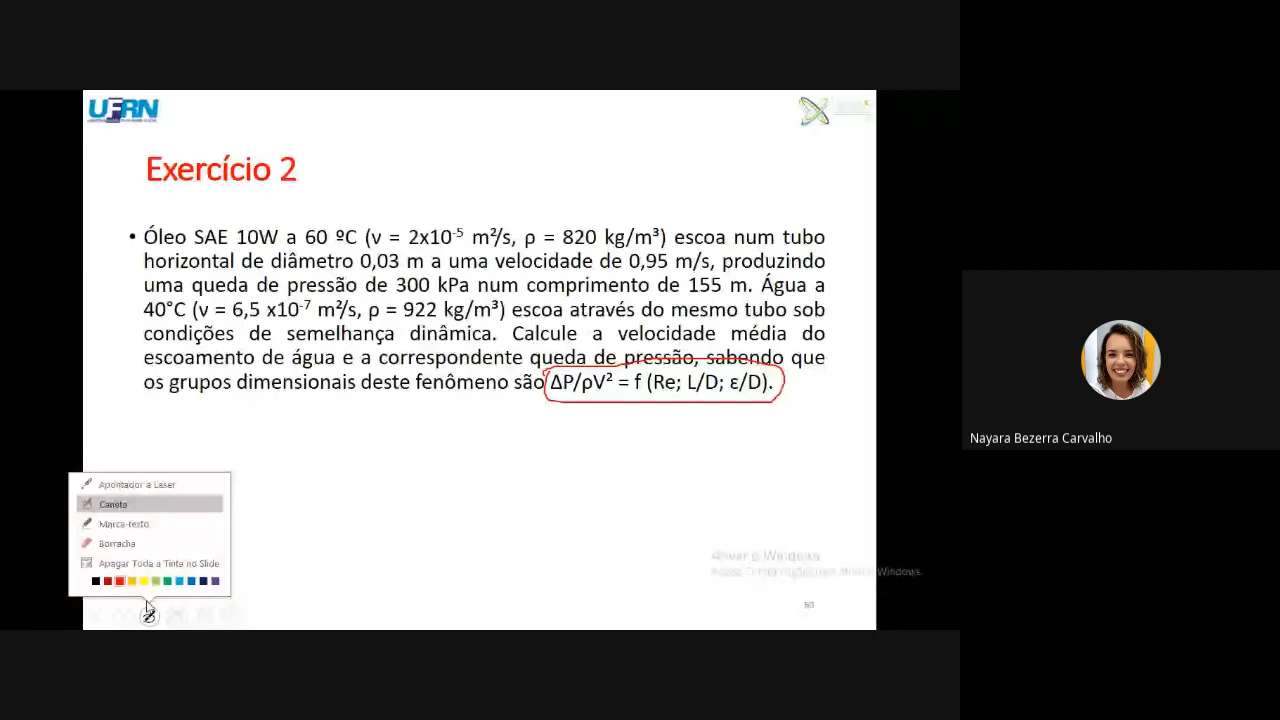 UFRN
Exercício 2
• Óleo SAE 10W a 60 ºC (ν = 2x10⁻⁵ m²/s, ρ = 820 kg/m³) escoa num tubo
horizontal de diâmetro 0,03 m a uma velocidade de 0,95 m/s, produzindo
uma queda de pressão de 300 kPa num comprimento de 155 m. Água a
40°C (ν = 6,5 x10⁻⁷ m²/s, ρ = 922 kg/m³) escoa através do mesmo tubo sob
condições de semelhança dinâmica. Calcule a velocidade média do
escoamento de água e a correspondente queda de pressão, sabendo que
os grupos dimensionais deste fenômeno são ΔP/ρV² = f (Re; L/D; ε/D).
Nayara Bezerra Carvalho
Apontador a Laser
Caneta
Marca-texto
Borracha
Apagar Toda a Tinta no Slide
Ativar o Windows
Windows.